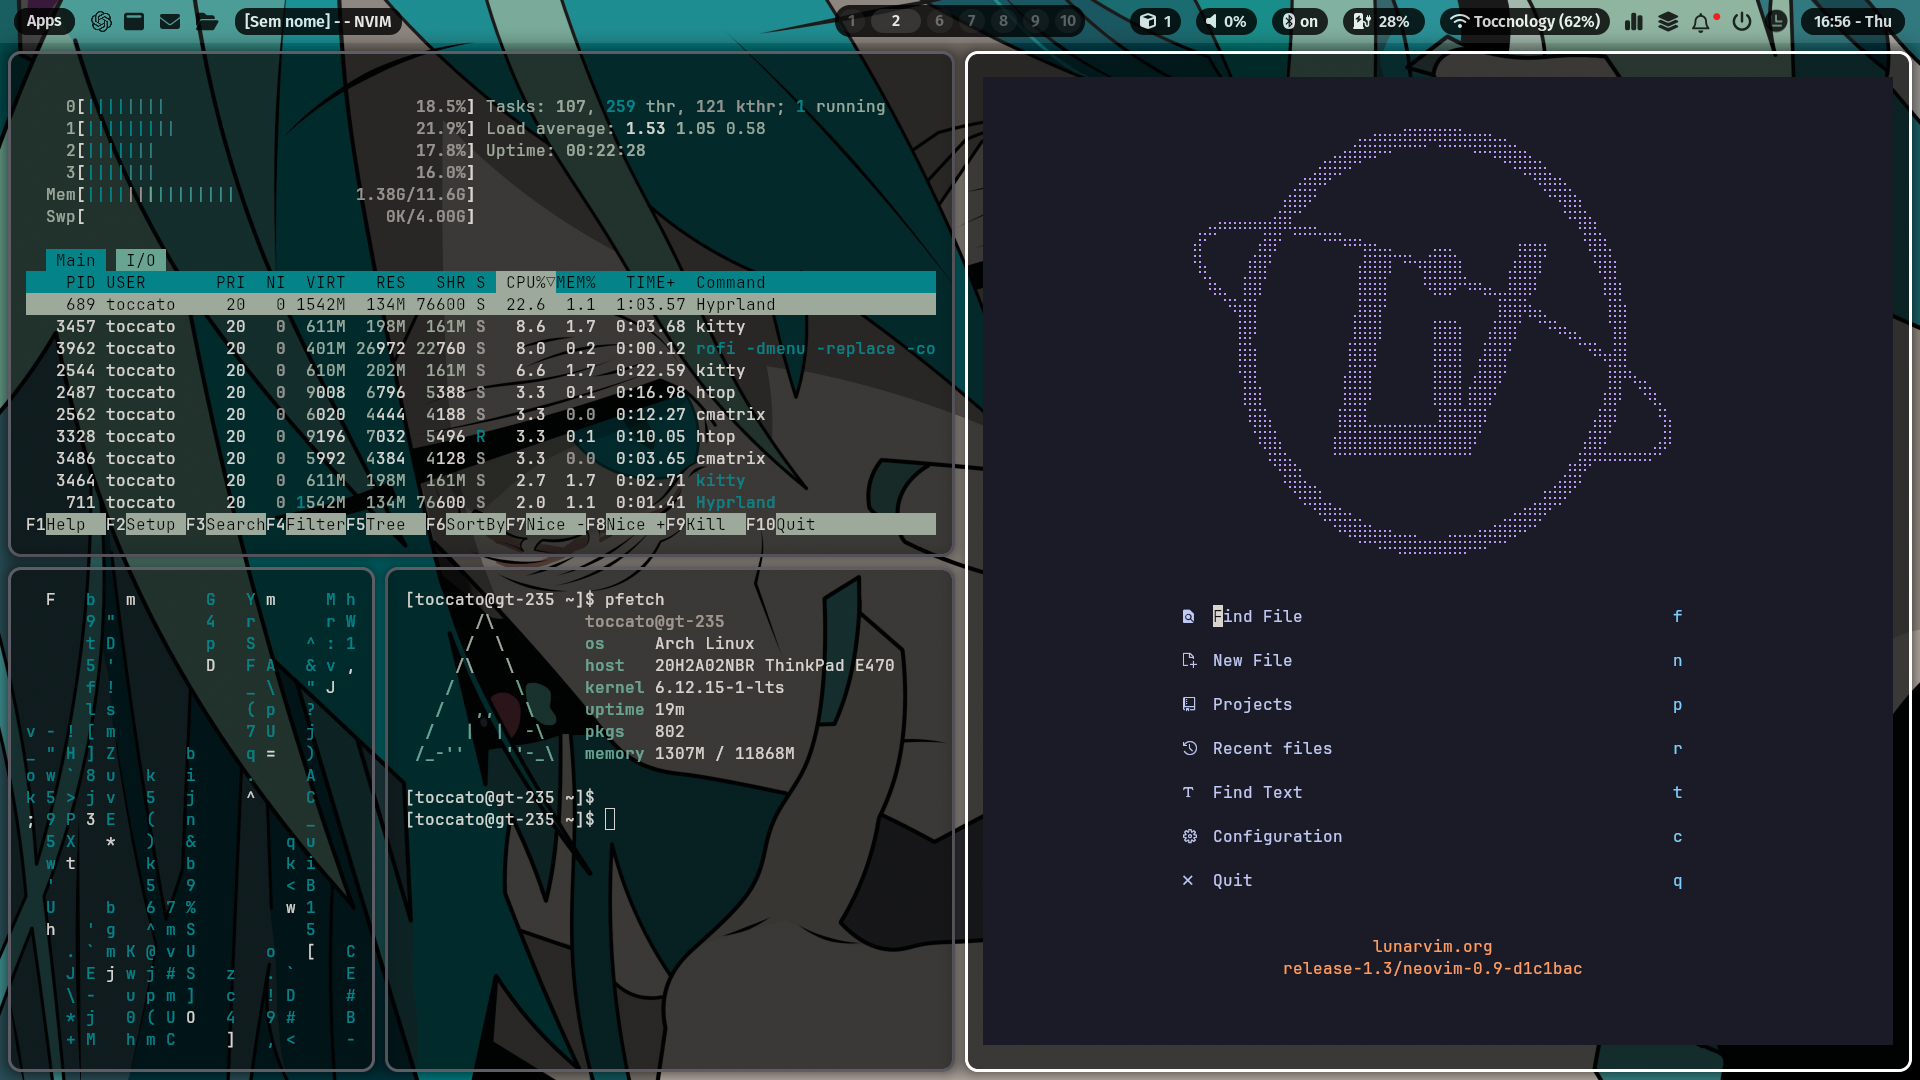 Apps [Sem nome] - - NVIM 1 2 6 7 8 9 10 1 0% on 28% Toccnology (62%) 16:56 - Thu
0[|||||||| 18.5%] Tasks: 107, 259 thr, 121 kthr; 1 running
1[||||||||| 21.9%] Load average: 1.53 1.05 0.58
2[||||||| 17.8%] Uptime: 00:22:28
3[||||||| 16.0%]
Mem[||||||||||||||| 1.38G/11.6G]
Swp[ 0K/4.00G]
Main I/O
PID USER PRI NI VIRT RES SHR S CPU%▽MEM% TIME+ Command
689 toccato 20 0 1542M 134M 76600 S 22.6 1.1 1:03.57 Hyprland
3457 toccato 20 0 611M 198M 161M S 8.6 1.7 0:03.68 kitty
3962 toccato 20 0 401M 26972 22760 S 8.0 0.2 0:00.12 rofi -dmenu -replace -co
2544 toccato 20 0 610M 202M 161M S 6.6 1.7 0:22.59 kitty
2487 toccato 20 0 9008 6796 5388 S 3.3 0.1 0:16.98 htop
2562 toccato 20 0 6020 4444 4188 S 3.3 0.0 0:12.27 cmatrix
3328 toccato 20 0 9196 7032 5496 R 3.3 0.1 0:10.05 htop
3486 toccato 20 0 5992 4384 4128 S 3.3 0.0 0:03.65 cmatrix
3464 toccato 20 0 611M 198M 161M S 2.7 1.7 0:02.71 kitty
711 toccato 20 0 1542M 134M 76600 S 2.0 1.1 0:01.41 Hyprland
F1Help F2Setup F3Search F4Filter F5Tree F6SortBy F7Nice - F8Nice + F9Kill F10Quit
[toccato@gt-235 ~]$ pfetch
toccato@gt-235
os Arch Linux
host 20H2A02NBR ThinkPad E470
kernel 6.12.15-1-lts
uptime 19m
pkgs 802
memory 1307M / 11868M
[toccato@gt-235 ~]$
[toccato@gt-235 ~]$
Find File f
New File n
Projects p
Recent files r
Find Text t
Configuration c
Quit q
lunarvim.org
release-1.3/neovim-0.9-d1c1bac